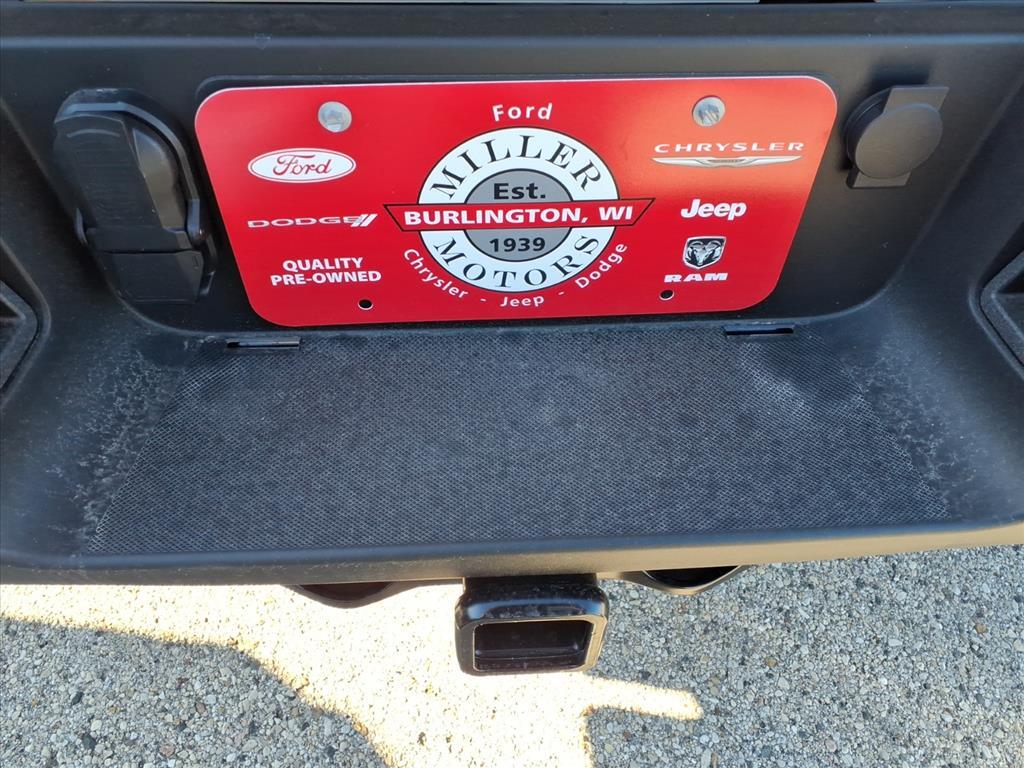 Ford
Ford
CHRYSLER
MILLER
Est.
DODGE
BURLINGTON, WI
Jeep
1939
MOTORS
QUALITY
PRE-OWNED
Chrysler - Jeep - Dodge
RAM